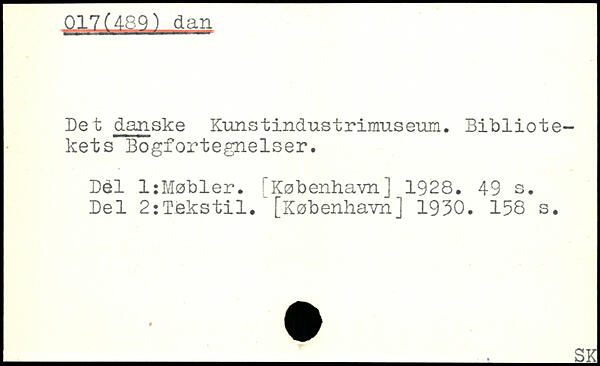 017(489) dan
Det danske Kunstindustrimuseum. Bibliote-
kets Bogfortegnelser.
Del 1:Møbler. [København] 1928. 49 s.
Del 2:Tekstil. [København] 1930. 158 s.
SK